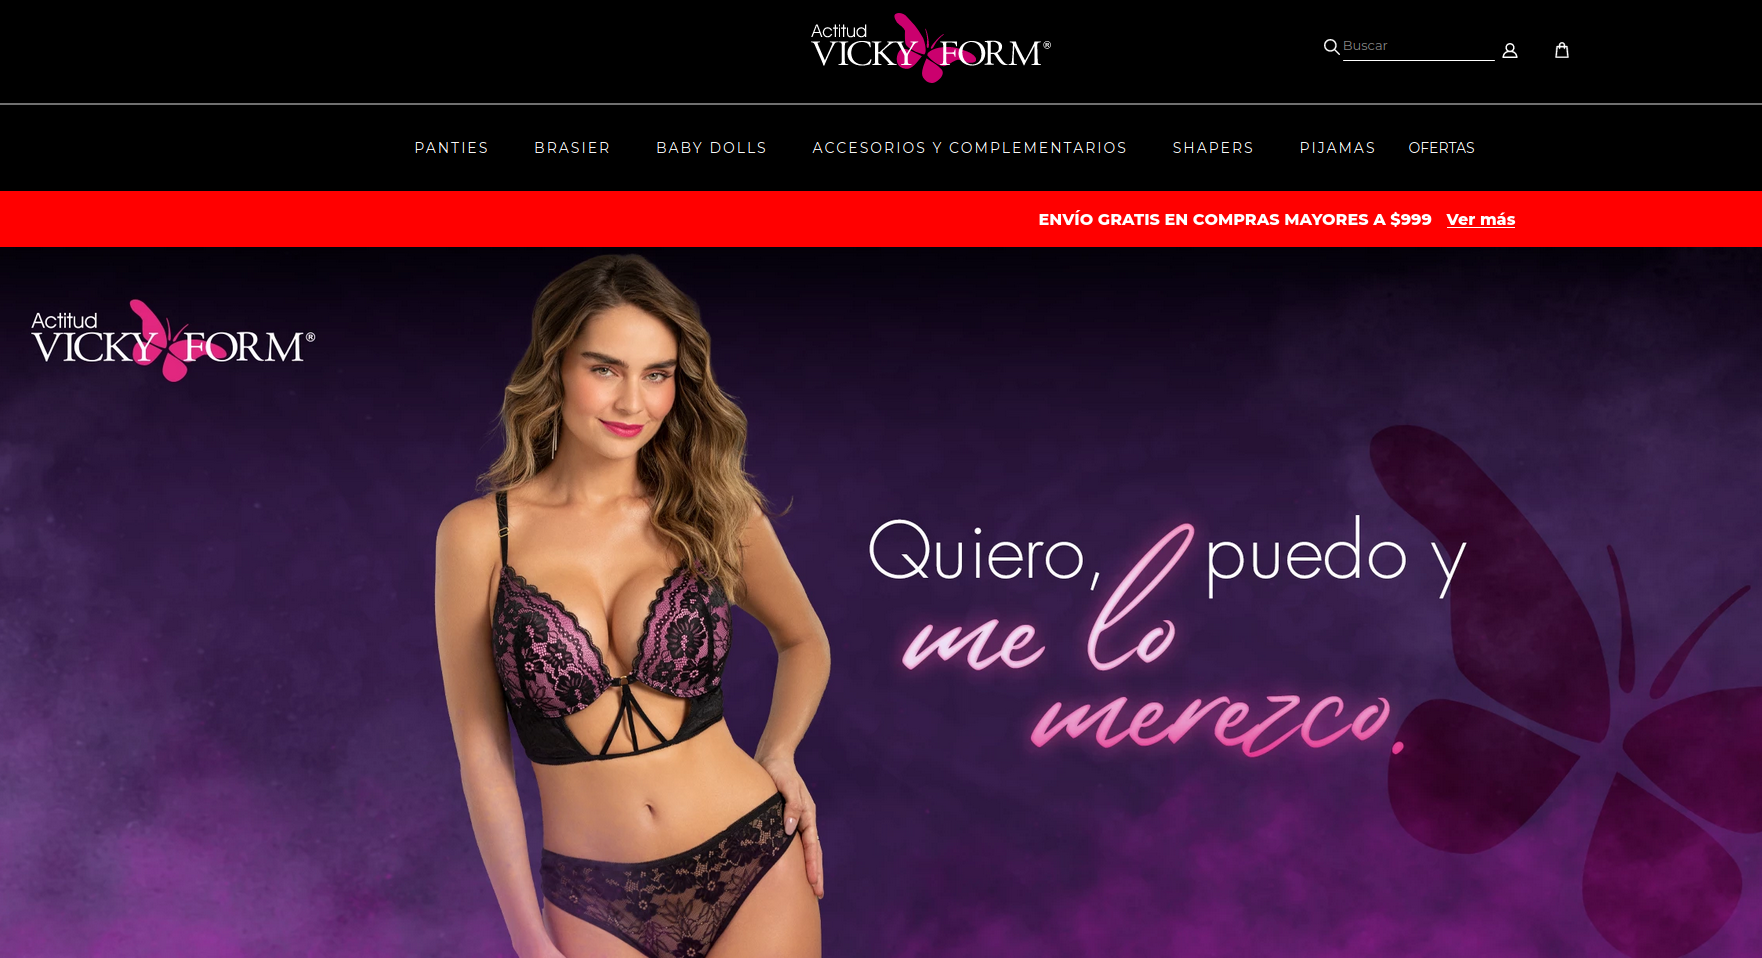 Actitud
VICKY FORM®
Buscar
PANTIES BRASIER BABY DOLLS ACCESORIOS Y COMPLEMENTARIOS SHAPERS PIJAMAS OFERTAS
ENVÍO GRATIS EN COMPRAS MAYORES A $999 Ver más
Actitud
VICKY FORM®
Quiero, puedo y
me lo
merezco.